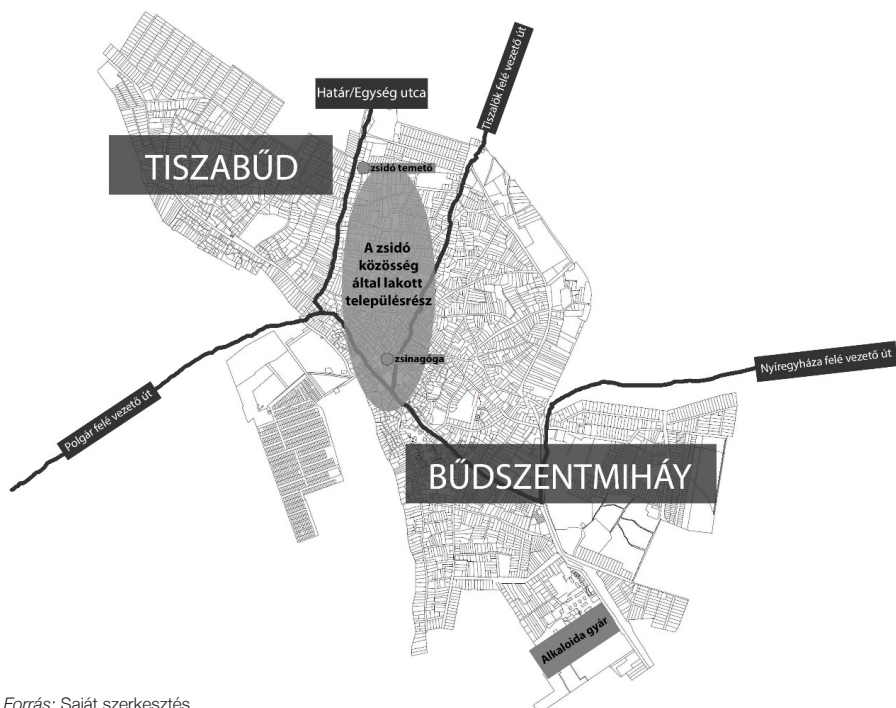 Határ/Egység utca
Tiszalök felé vezető út
TISZABŰD
zsidó temető
A zsidó
közösség
által lakott
településrész
zsinagóga
Nyíregyháza felé vezető út
Polgár felé vezető út
BŰDSZENTMIHÁY
Alkaloida gyár
Forrás: Saját szerkesztés